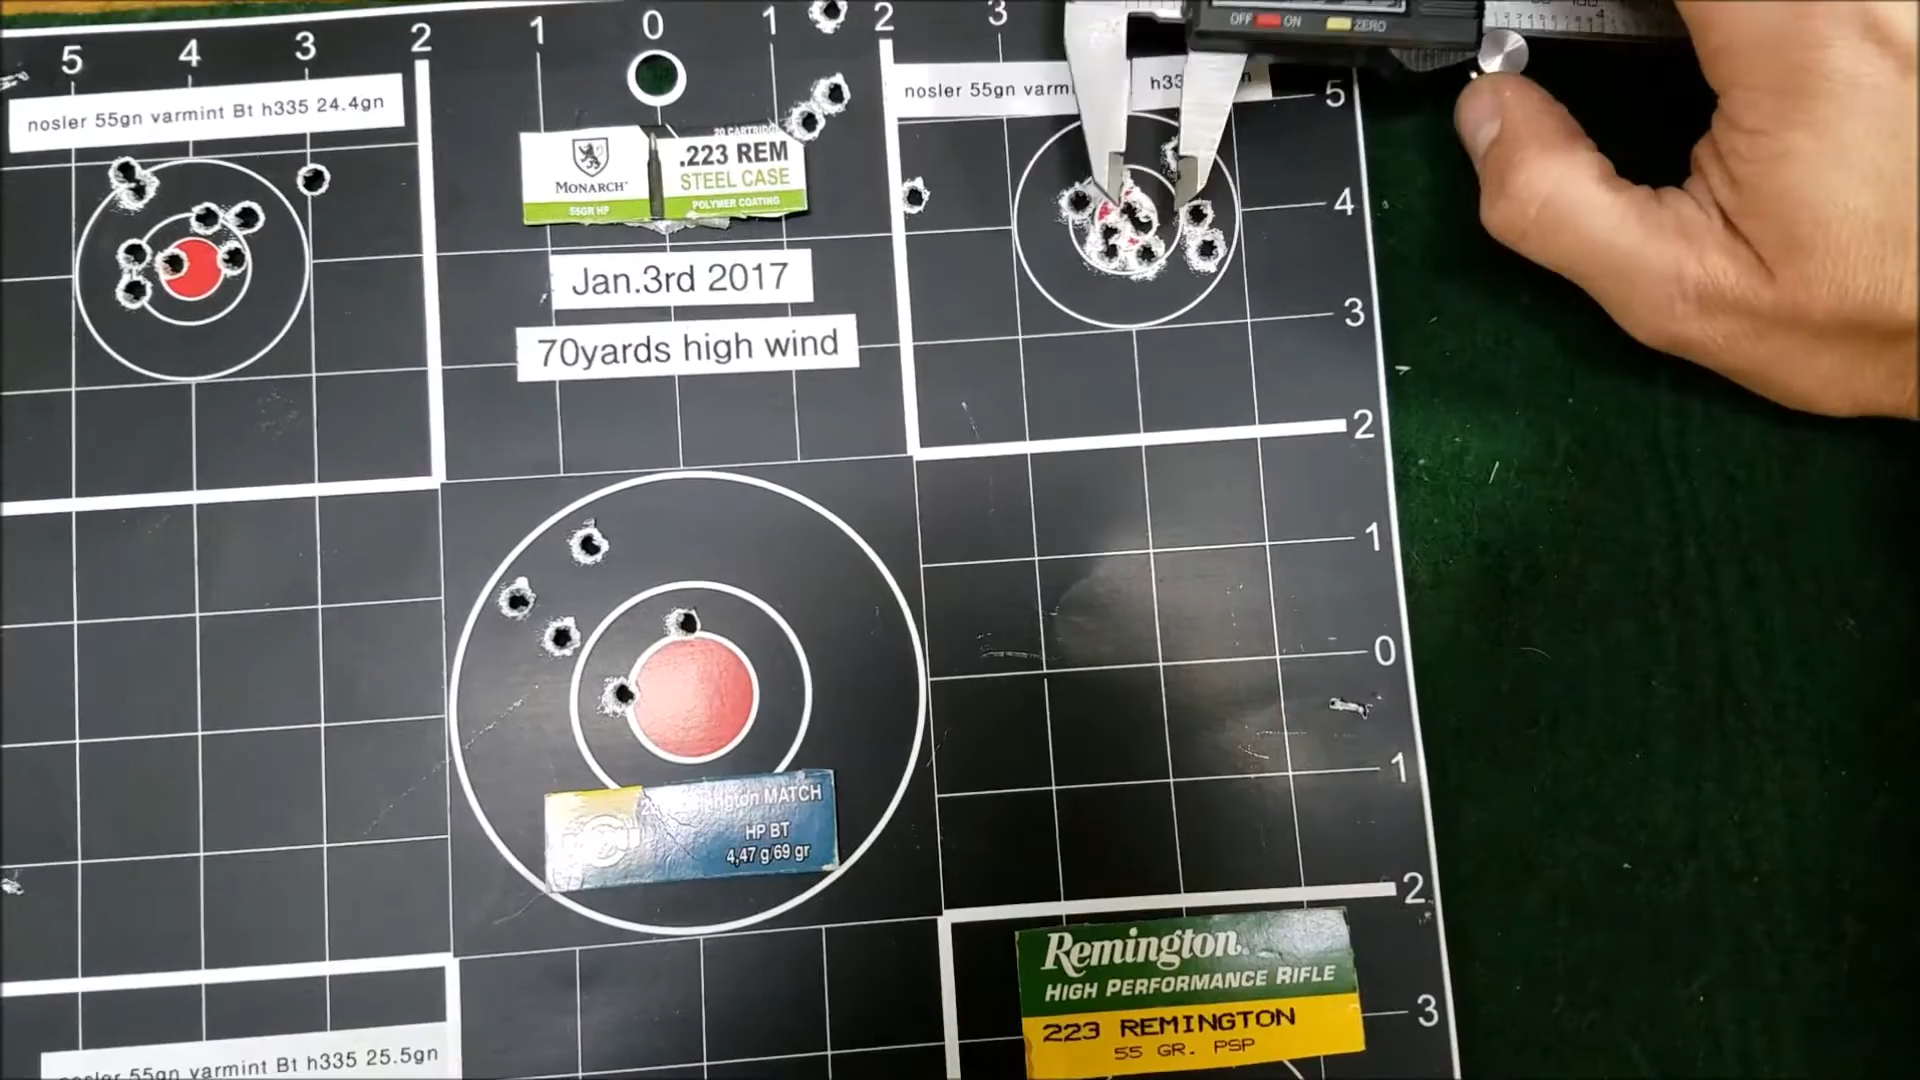 5 4 3 2 1 0 1 2 3
OFF ON ZERO
nosler 55gn varmint Bt h335 24.4gn
20
.223 REM
STEEL CASE
POLYMER COATING
MONARCH
55GR HP
nosler 55gn
5
4
3
2
1
0
1
2
3
Jan.3rd 2017
70yards high wind
MATCH
HP BT
4,47 g/69 gr
Remington
HIGH PERFORMANCE RIFLE
223 REMINGTON
55 GR. PSP
nosler 55gn varmint Bt h335 25.5gn